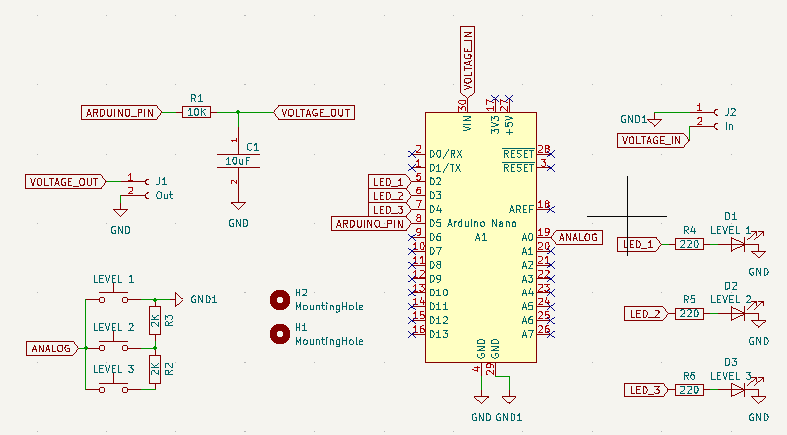 VOLTAGE_IN
R1
ARDUINO_PIN
10K
VOLTAGE_OUT
1
C1
10uF
2
GND
VOLTAGE_OUT
1
J1
2
Out
GND
LEVEL 1
GND1
2K
R3
LEVEL 2
ANALOG
2K
R2
LEVEL 3
H2
MountingHole
H1
MountingHole
30
17
27
VIN
3V3
+5V
2
D0/RX
RESET
28
1
D1/TX
RESET
3
LED_1
5
D2
LED_2
6
D3
LED_3
7
D4
AREF
18
ARDUINO_PIN
8
D5
Arduino Nano
9
D6
A1
A0
19
ANALOG
10
D7
A1
20
11
D8
A2
21
12
D9
A3
22
13
D10
A4
23
14
D11
A5
24
15
D12
A6
25
16
D13
A7
26
GND
GND
4
29
GND
GND1
1
J2
GND1
2
In
VOLTAGE_IN
D1
R4
LEVEL 1
LED_1
220
GND
D2
R5
LEVEL 2
LED_2
220
GND
D3
R6
LEVEL 3
LED_3
220
GND